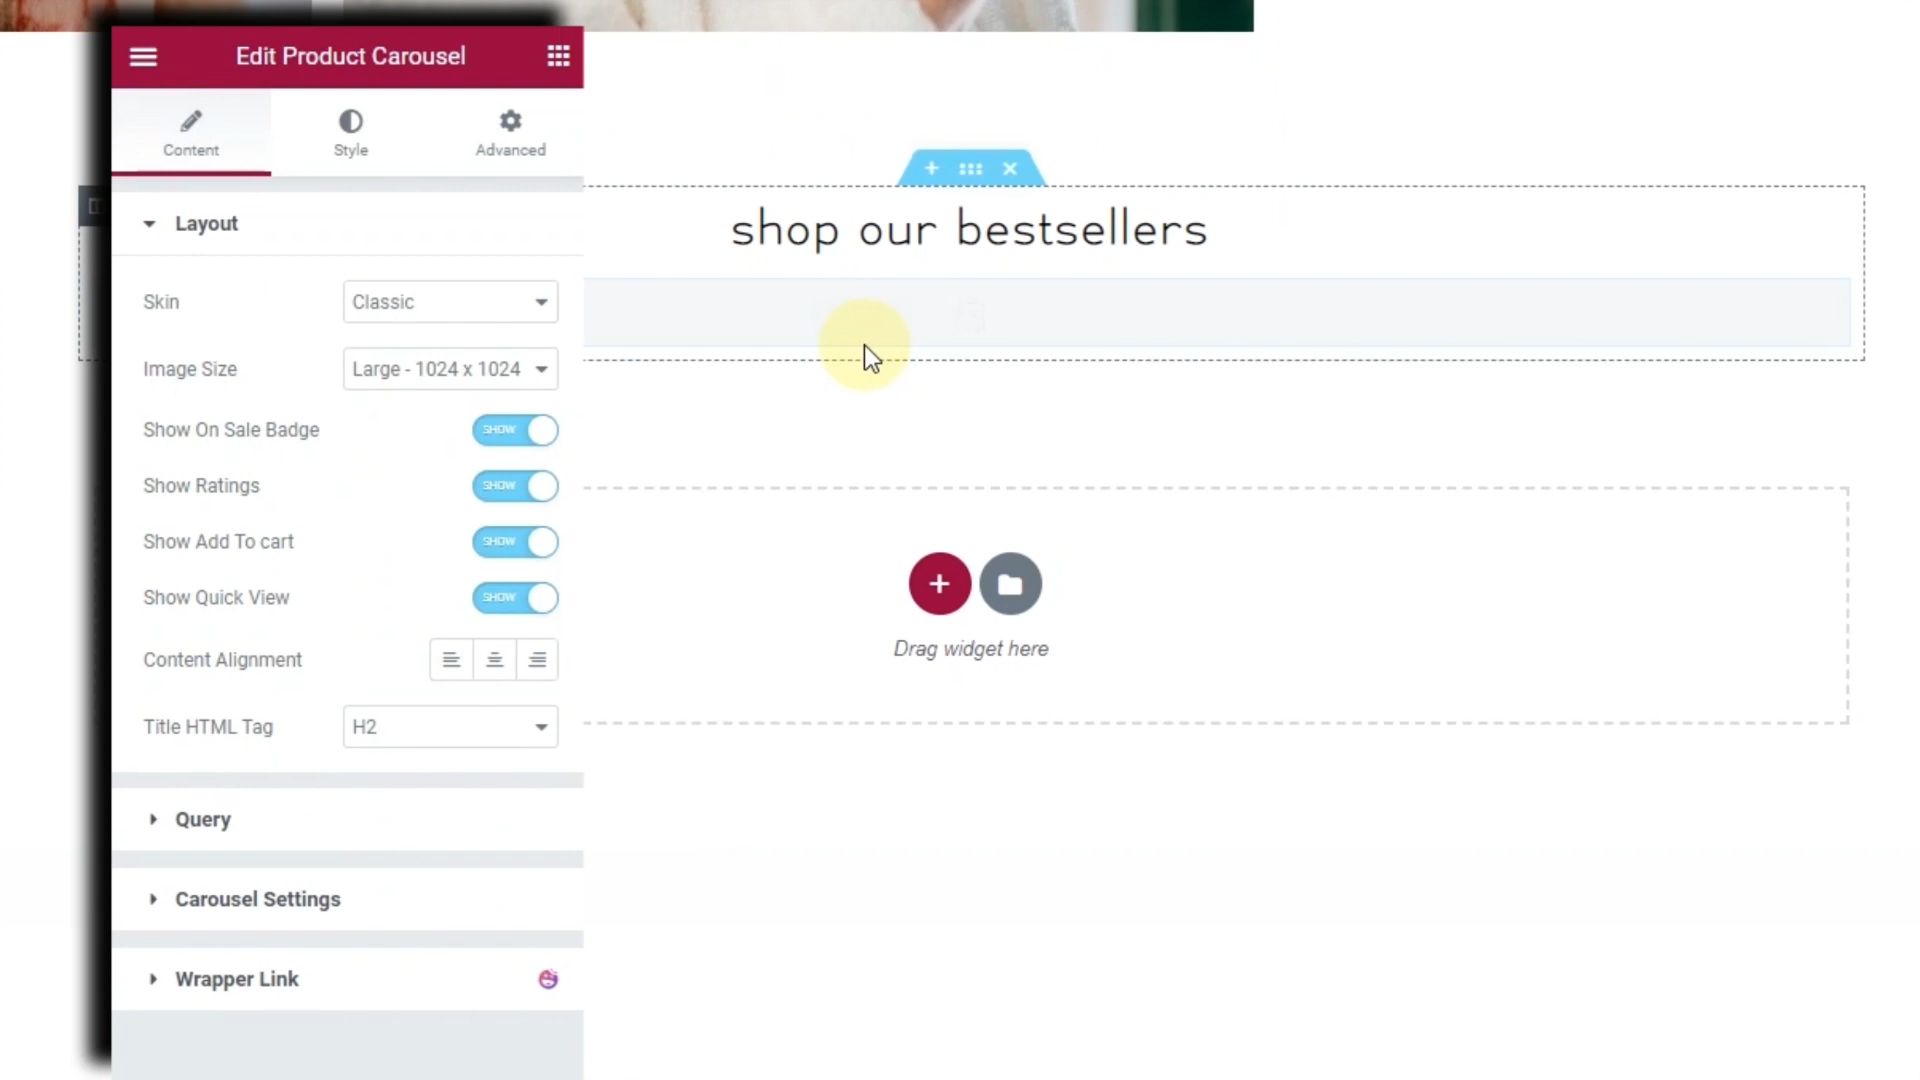 Edit Product Carousel
Content
Style
Advanced
Layout
Skin
Classic
Image Size
Large - 1024 x 1024
Show On Sale Badge
SHOW
Show Ratings
SHOW
Show Add To cart
SHOW
Show Quick View
SHOW
Content Alignment
Title HTML Tag
H2
Query
Carousel Settings
Wrapper Link
shop our bestsellers
Drag widget here